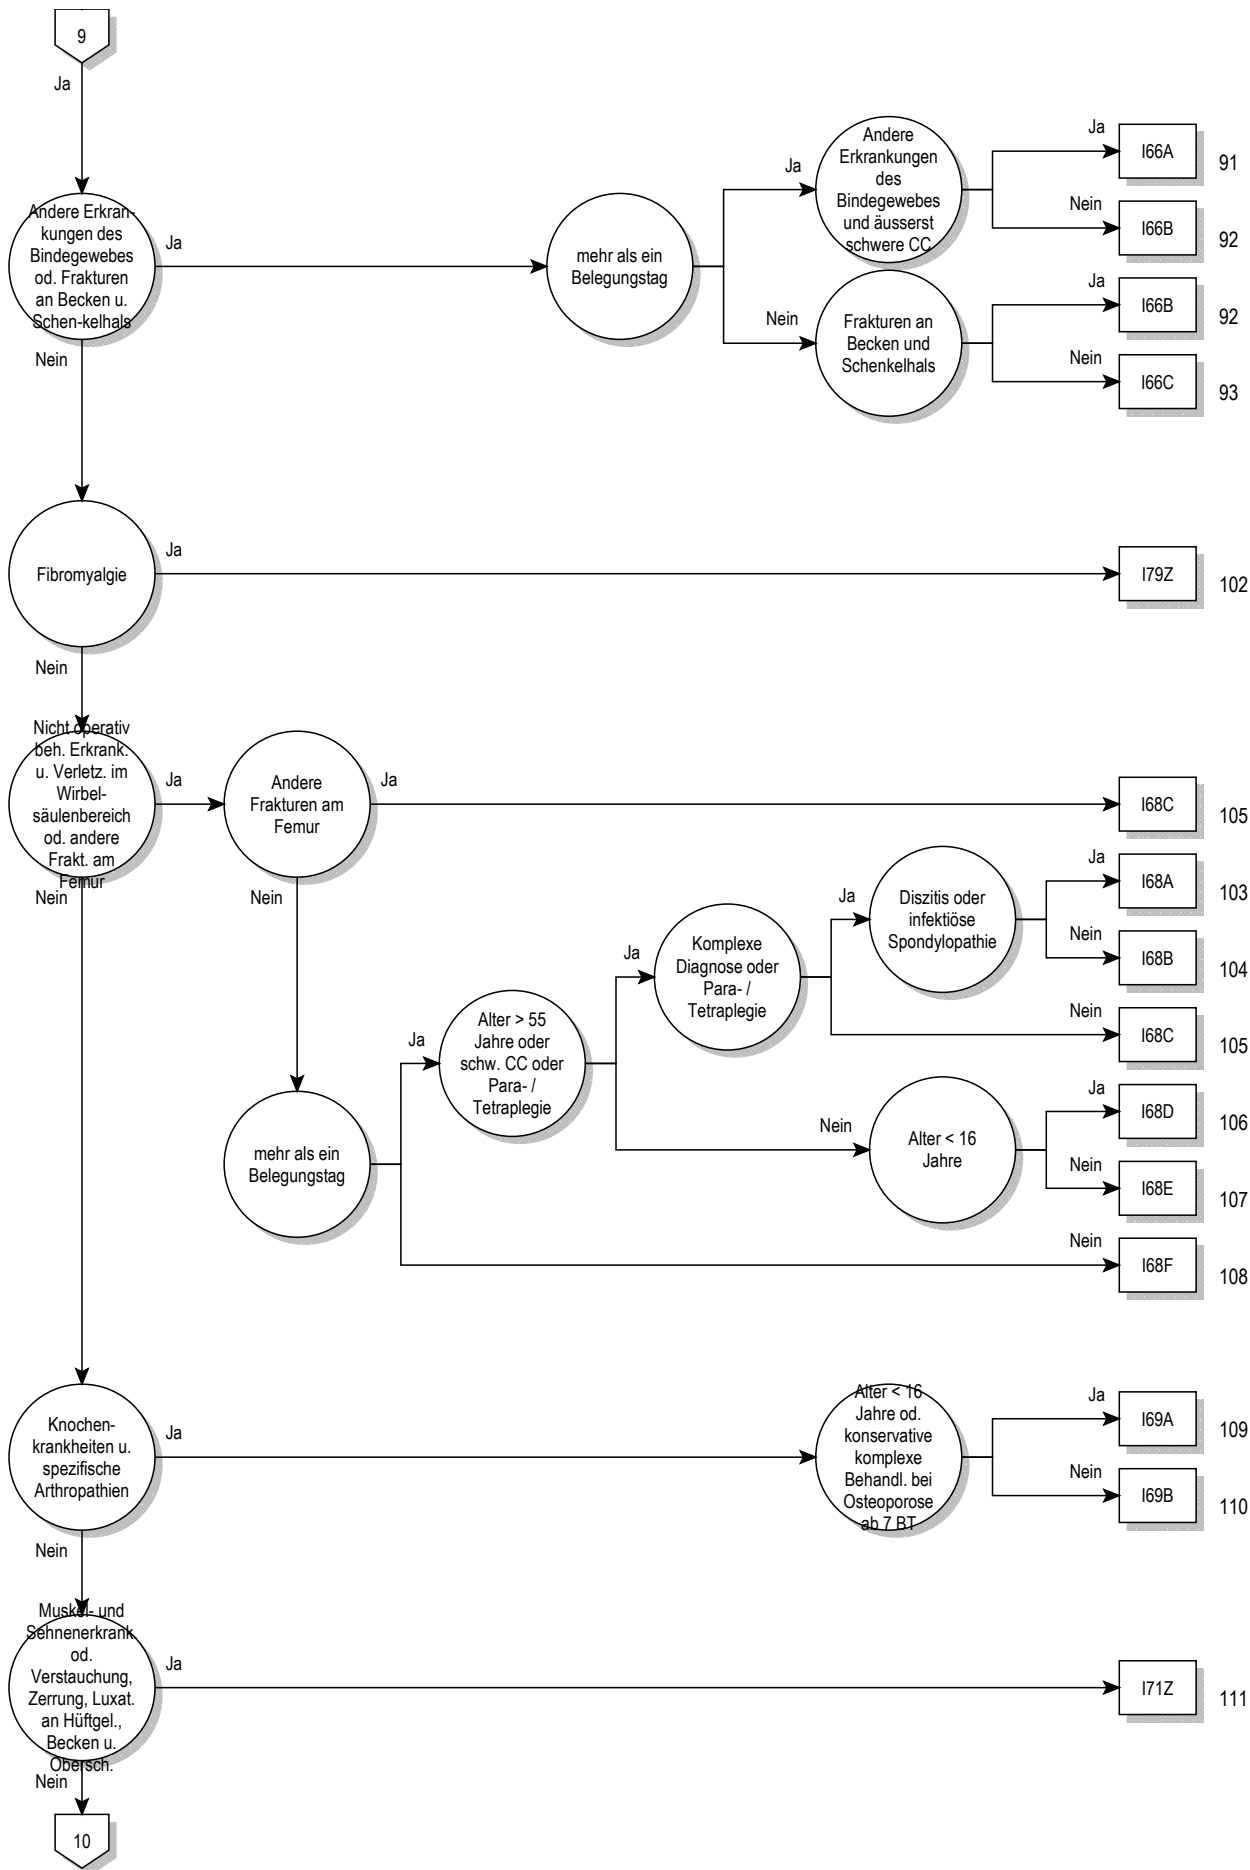 9
Ja
Andere Erkran-
kungen des
Bindegewebes
od. Frakturen
an Becken u.
Schen-kelhals
Ja
Nein
mehr als ein
Belegungstag
Ja
Nein
Andere
Erkrankungen
des
Bindegewebes
und äusserst
schwere CC
Ja
I66A
91
Nein
I66B
92
Frakturen an
Becken und
Schenkelhals
Ja
I66B
92
Nein
I66C
93
Fibromyalgie
Ja
I79Z
102
Nein
Nicht operativ
beh. Erkrank.
u. Verletz. im
Wirbel-
säulenbereich
od. andere
Frakt. am
Femur
Ja
Nein
Andere
Frakturen am
Femur
Ja
I68C
105
Nein
mehr als ein
Belegungstag
Ja
Alter > 55
Jahre oder
schw. CC oder
Para- /
Tetraplegie
Ja
Komplexe
Diagnose oder
Para- /
Tetraplegie
Ja
Diszitis oder
infektiöse
Spondylopathie
Ja
I68A
103
Nein
I68B
104
Nein
I68C
105
Nein
Alter < 16
Jahre
Ja
I68D
106
Nein
I68E
107
Nein
I68F
108
Knochen-
krankheiten u.
spezifische
Arthropathien
Ja
Nein
Alter < 16
Jahre od.
konservative
komplexe
Behandl. bei
Osteoporose
ab 7 BT
Ja
I69A
109
Nein
I69B
110
Muskel- und
Sehnenerkrank.
od.
Verstauchung,
Zerrung, Luxat.
an Hüftgel.,
Becken u.
Obersch.
Ja
I71Z
111
Nein
10